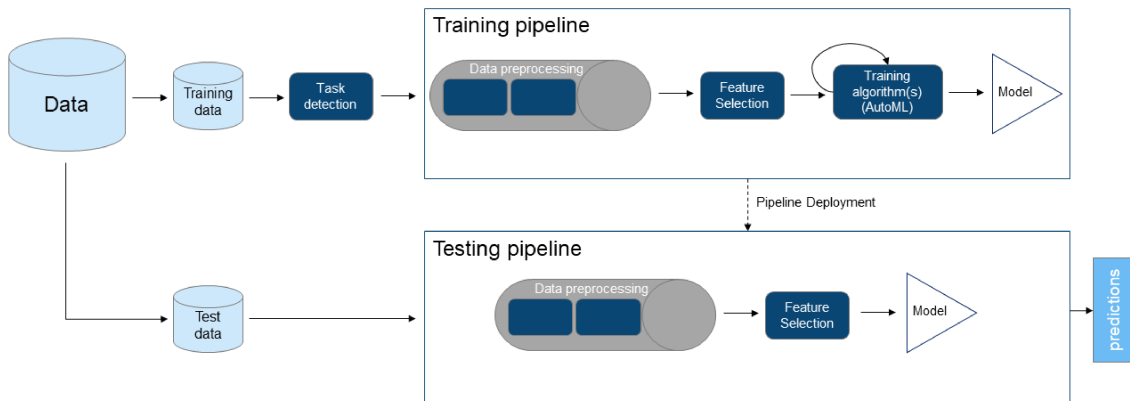 Training pipeline
Data preprocessing
Data
Training
data
Task
detection
Feature
Selection
Training
algorithm(s)
(AutoML)
Model
Pipeline Deployment
Testing pipeline
Data preprocessing
Test
data
Feature
Selection
Model
predictions